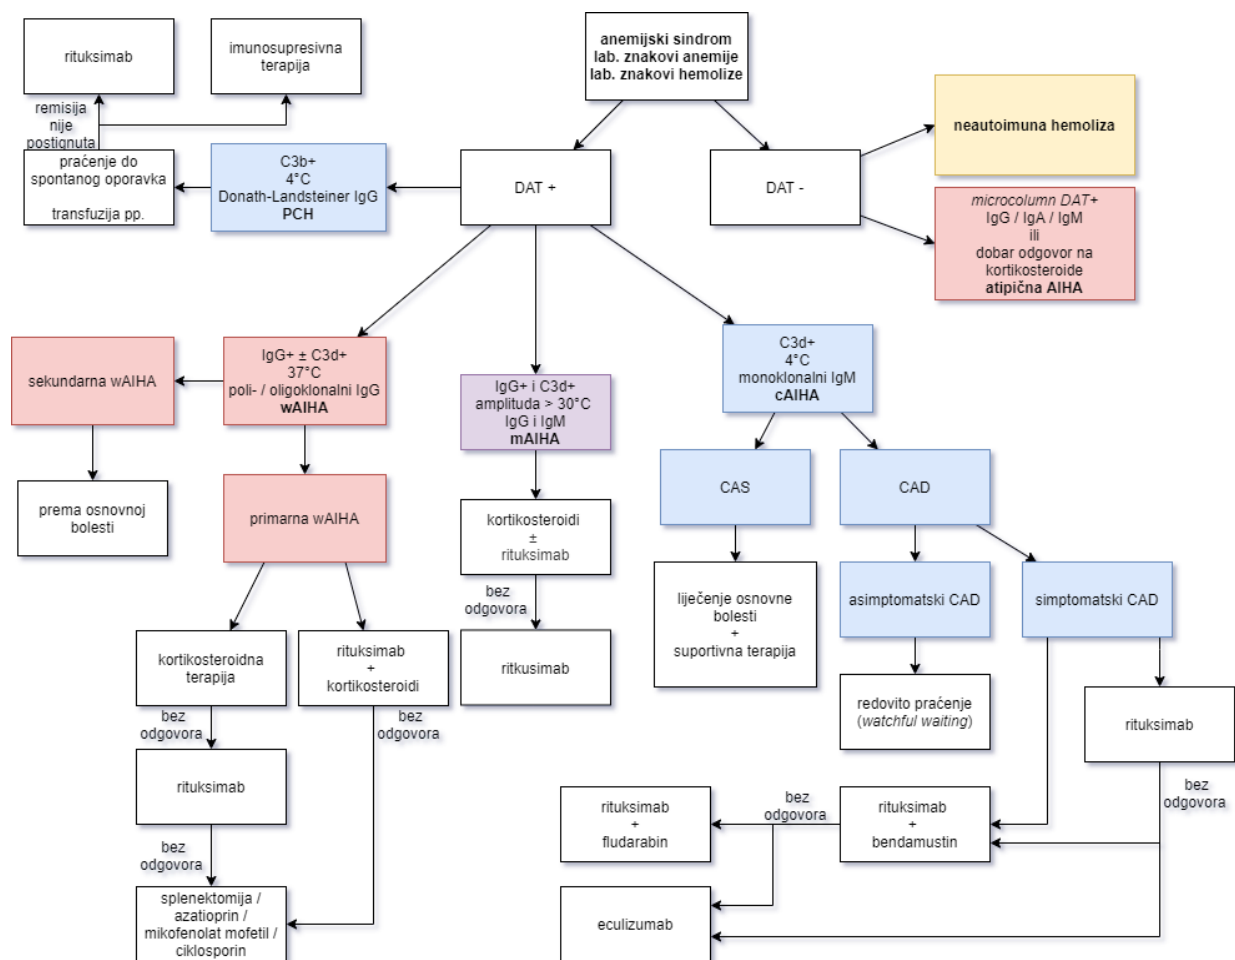 anemijski sindrom
lab. znakovi anemije
lab. znakovi hemolize
rituksimab
imunosupresivna
terapija
remisija
nije
postignuta
praćenje do
spontanog oporavka
transfuzija pp.
C3b+
4°C
Donath-Landsteiner IgG
PCH
DAT +
DAT -
neautoimuna hemoliza
microcolumn DAT+
IgG / IgA / IgM
ili
dobar odgovor na
kortikosteroide
atipična AIHA
sekundarna wAIHA
IgG+ ± C3d+
37°C
poli- / oligoklonalni IgG
wAIHA
IgG+ i C3d+
amplituda > 30°C
IgG i IgM
mAIHA
C3d+
4°C
monoklonalni IgM
cAIHA
prema osnovnoj
bolesti
primarna wAIHA
kortikosteroidi
±
rituksimab
CAS
CAD
bez
odgovora
ritkusimab
liječenje osnovne
bolesti
+
suportivna terapija
asimptomatski CAD
simptomatski CAD
kortikosteroidna
terapija
rituksimab
+
kortikosteroidi
redovito praćenje
(watchful waiting)
rituksimab
bez
odgovora
bez
odgovora
rituksimab
bez
odgovora
rituksimab
+
fludarabin
bez
odgovora
rituksimab
+
bendamustin
bez
odgovora
splenektomija /
azatioprin /
mikofenolat mofetil /
ciklosporin
eculizumab